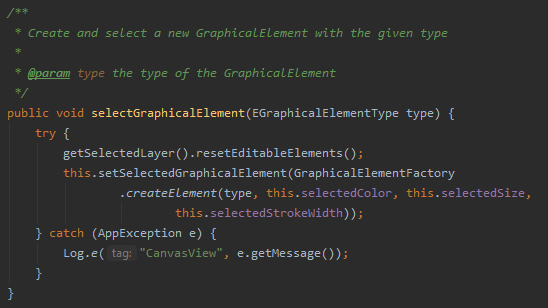 /**
 * Create and select a new GraphicalElement with the given type
 *
 * @param type the type of the GraphicalElement
 */
public void selectGraphicalElement(EGraphicalElementType type) {
    try {
        getSelectedLayer().resetEditableElements();
        this.setSelectedGraphicalElement(GraphicalElementFactory
                .createElement(type, this.selectedColor, this.selectedSize,
                        this.selectedStrokeWidth));
    } catch (AppException e) {
        Log.e( tag: "CanvasView", e.getMessage());
    }
}